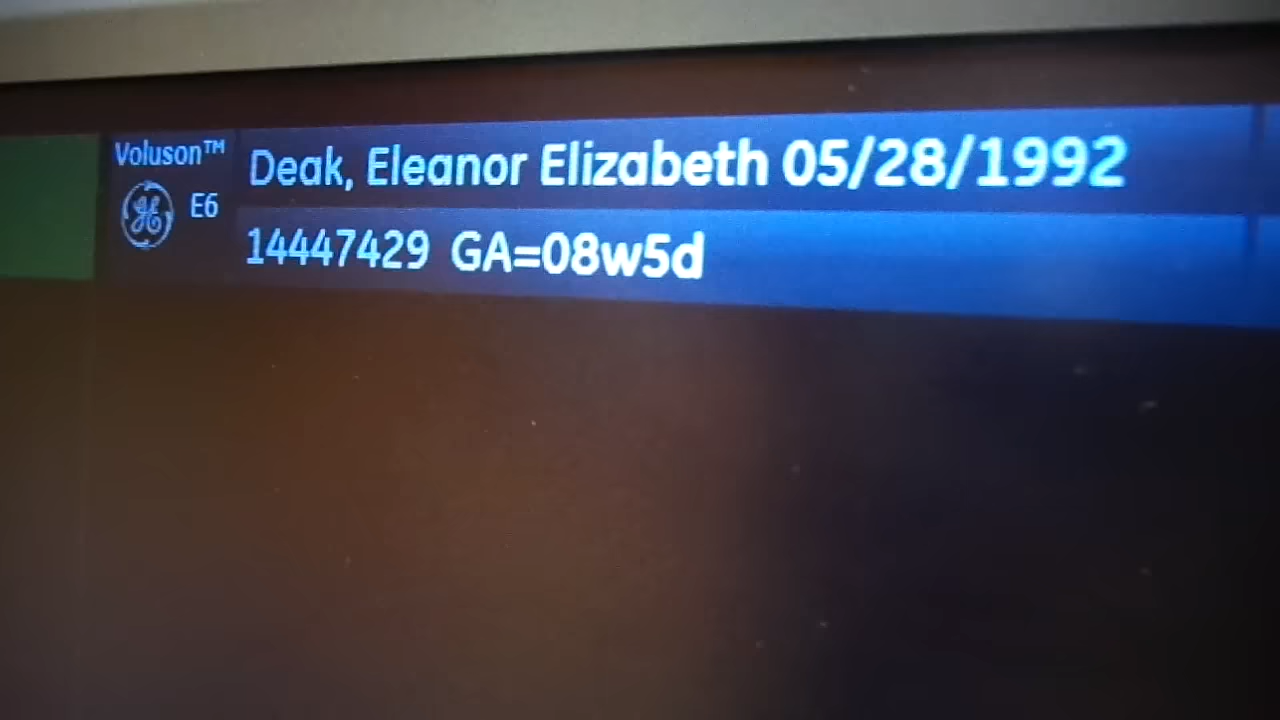 Voluson™
E6
Deak, Eleanor Elizabeth 05/28/1992
14447429 GA=08w5d